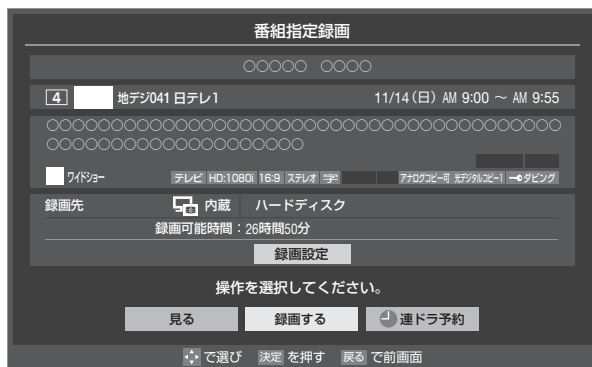 番組指定録画
○○○○○ ○○○○
4 地デジ041 日テレ1 11/14(日) AM 9:00 ～ AM 9:55
○○○○○○○○○○○○○○○○○○○○○○○○○○○○○○
○○○○○○○○○○○○○○○
ワイドショー テレビ HD:1080i 16:9 ステレオ 字 アナログコピー可 光デジタルコピー1 ダビング
録画先 内蔵 ハードディスク
録画可能時間：26時間50分
録画設定
操作を選択してください。
見る 録画する 連ドラ予約
で選び 決定 を押す 戻る で前画面